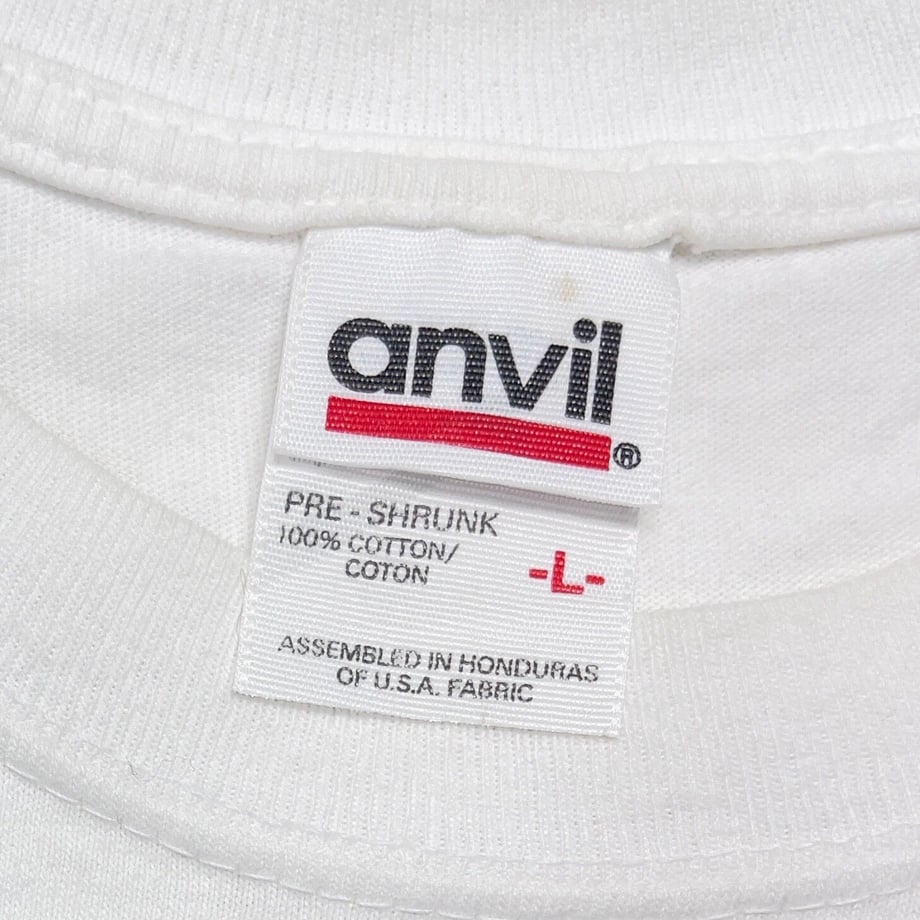 anvil®
PRE-SHRUNK
100% COTTON/
COTON
-L-
ASSEMBLED IN HONDURAS
OF U.S.A. FABRIC